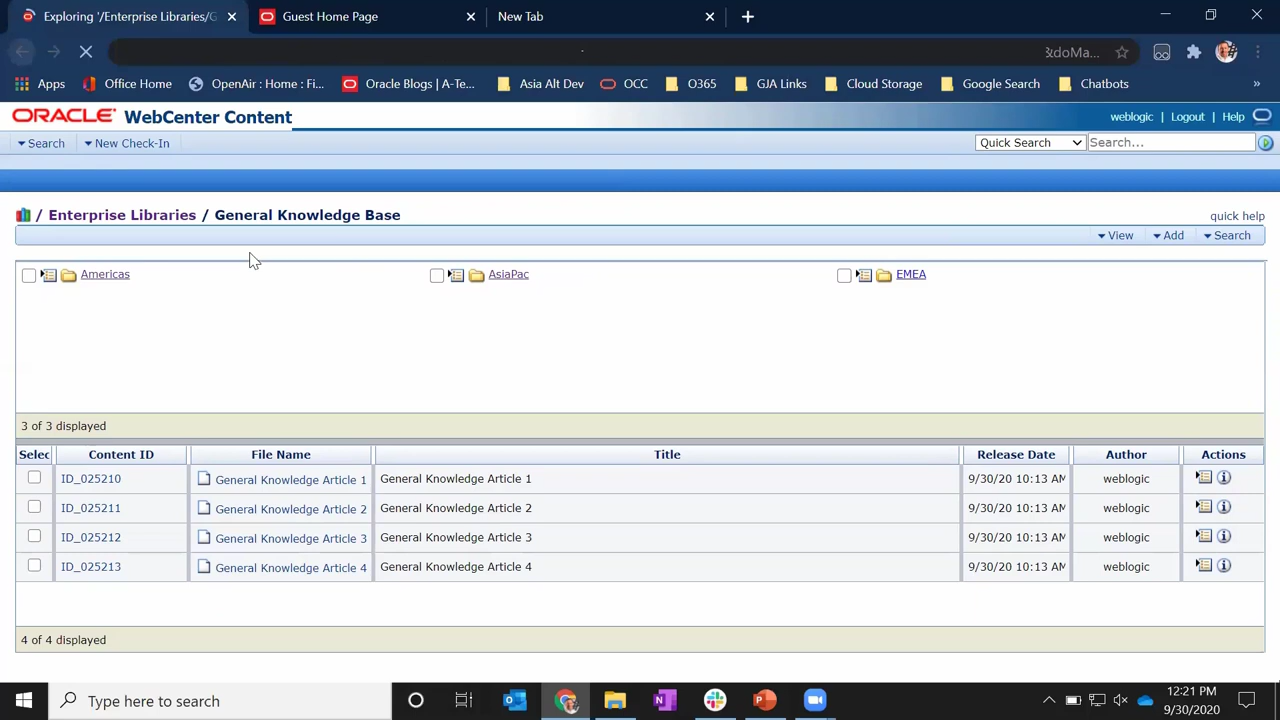 Exploring '/Enterprise Libraries/G
Guest Home Page
New Tab
&doMa...
Apps
Office Home
OpenAir : Home : Fi...
Oracle Blogs | A-Te...
Asia Alt Dev
OCC
O365
GJA Links
Cloud Storage
Google Search
Chatbots
»
ORACLE WebCenter Content
weblogic | Logout | Help
Search
New Check-In
Quick Search
Search...
/ Enterprise Libraries / General Knowledge Base
quick help
View
Add
Search
Americas
AsiaPac
EMEA
3 of 3 displayed
Selec Content ID File Name Title Release Date Author Actions
ID_025210 General Knowledge Article 1 General Knowledge Article 1 9/30/20 10:13 AM weblogic
ID_025211 General Knowledge Article 2 General Knowledge Article 2 9/30/20 10:13 AM weblogic
ID_025212 General Knowledge Article 3 General Knowledge Article 3 9/30/20 10:13 AM weblogic
ID_025213 General Knowledge Article 4 General Knowledge Article 4 9/30/20 10:13 AM weblogic
4 of 4 displayed
Type here to search
12:21 PM
9/30/2020